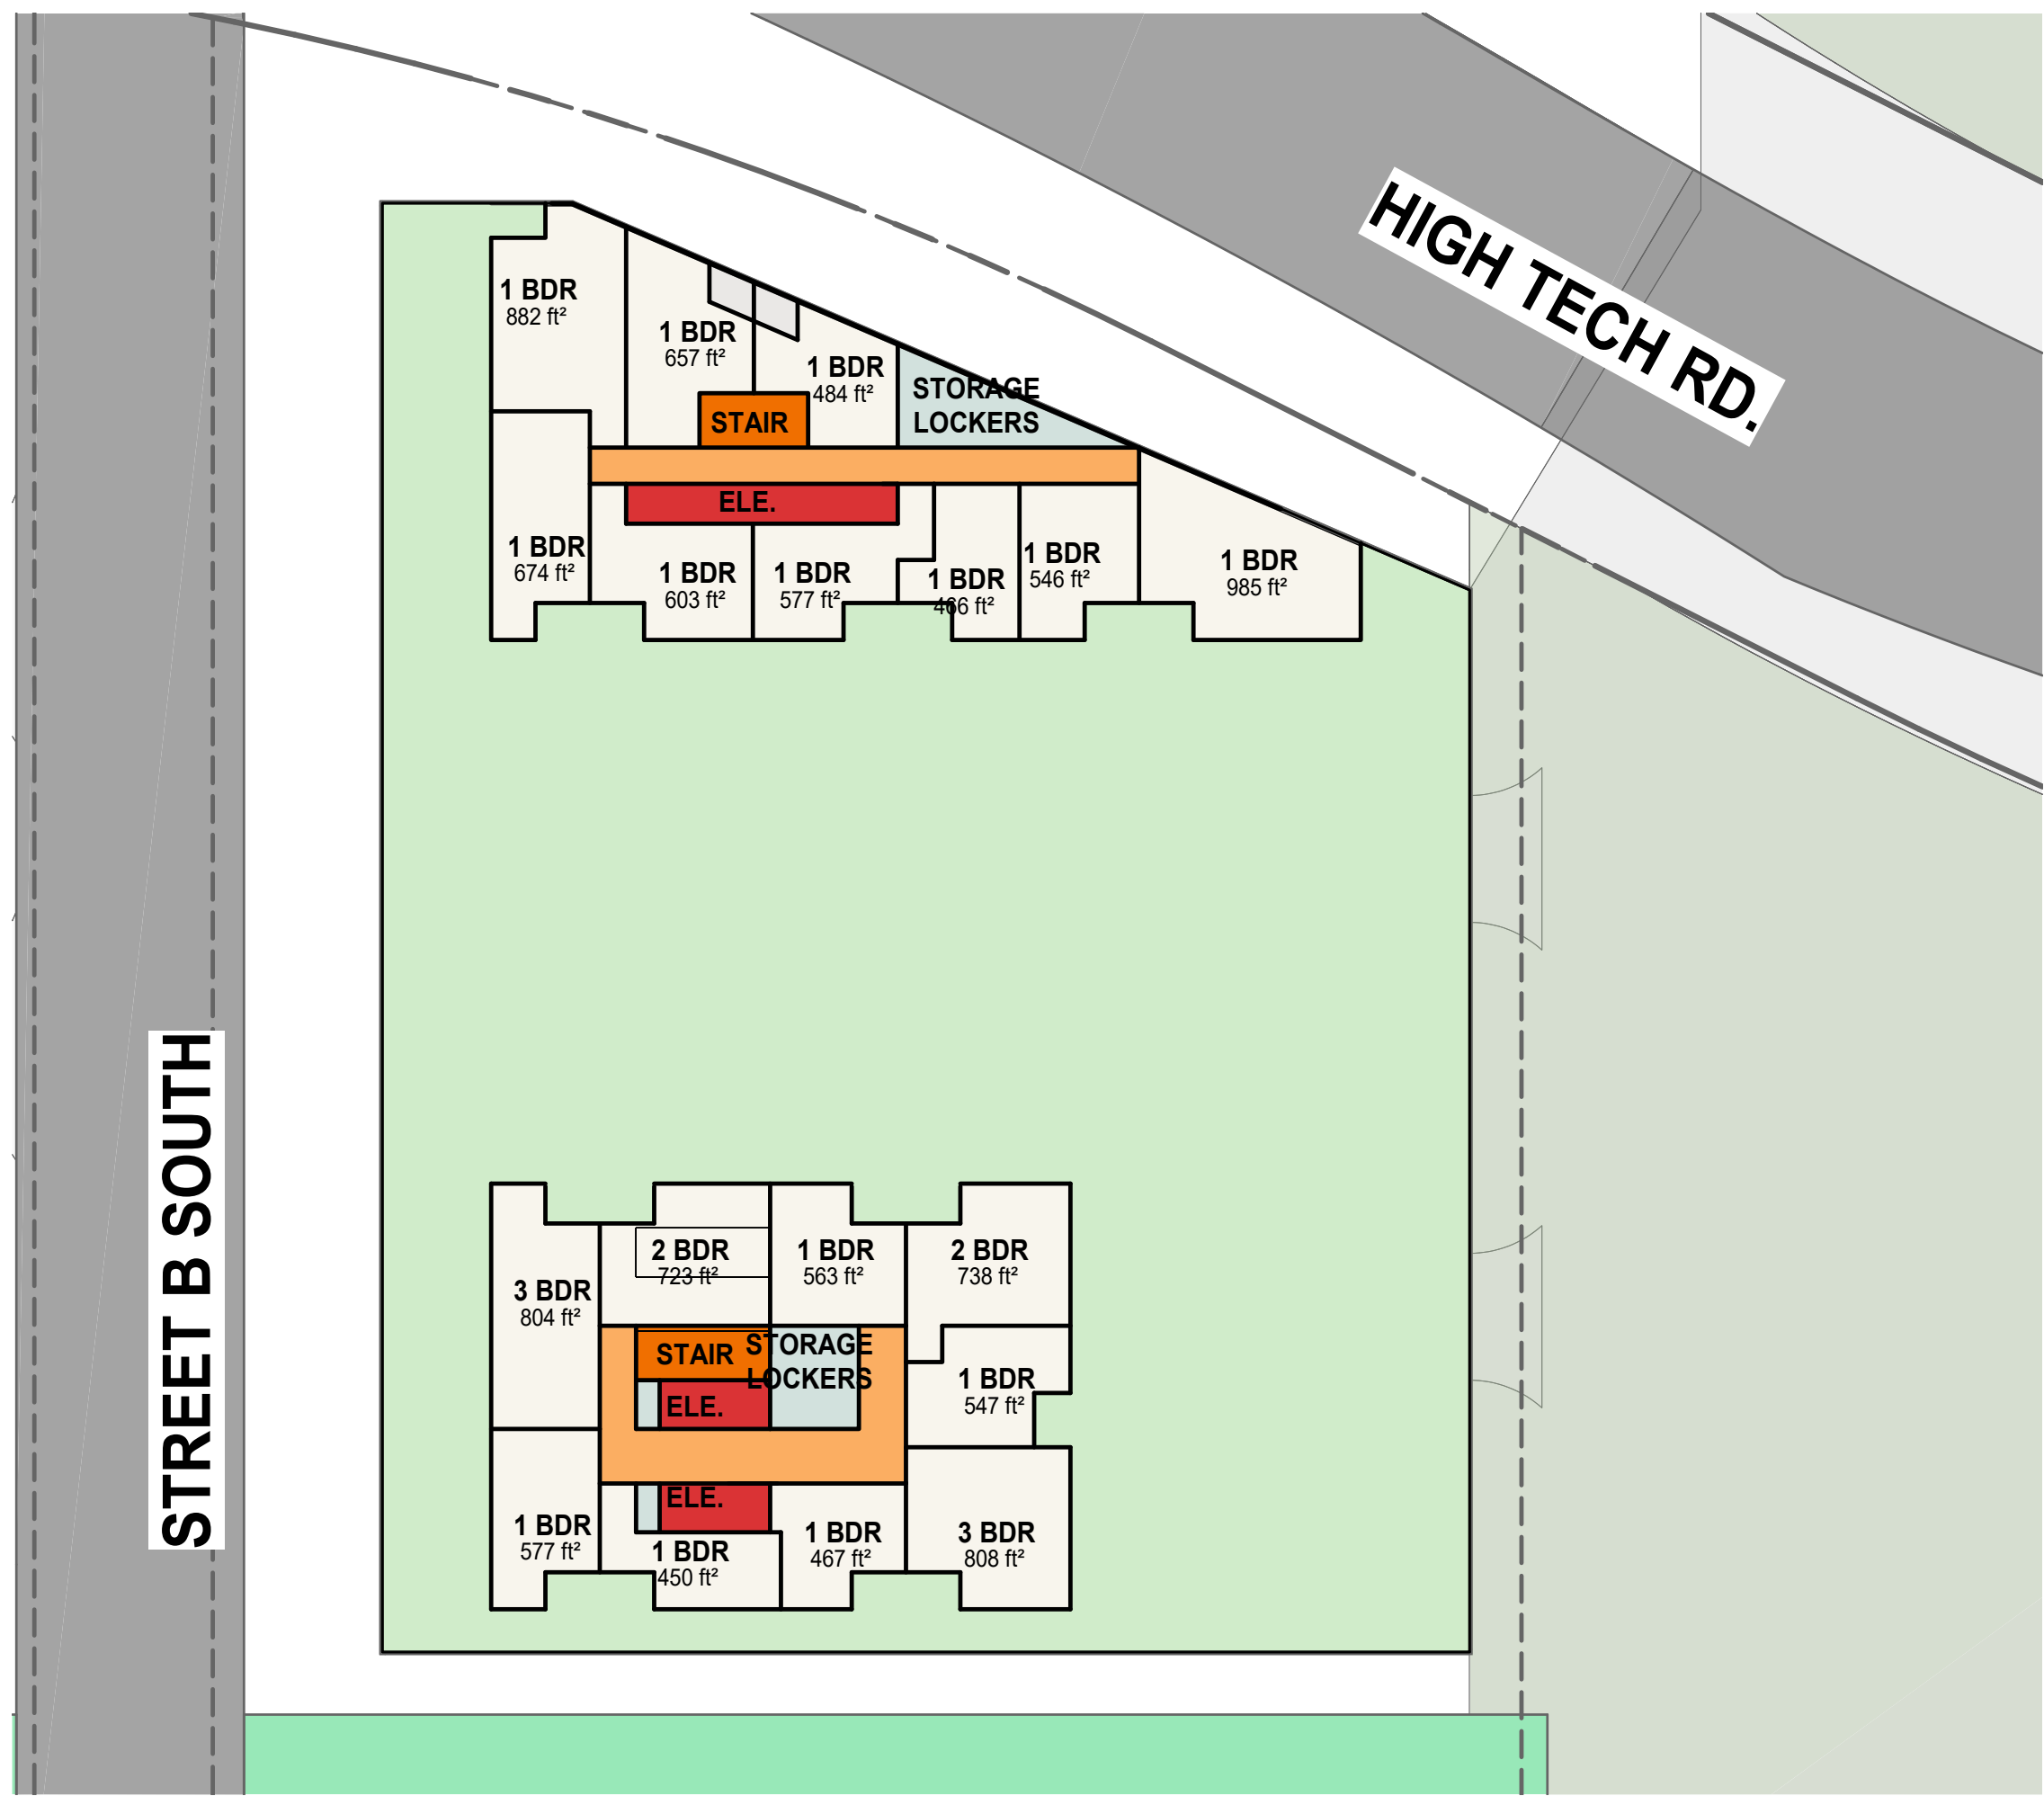 HIGH TECH RD.
1 BDR
882 ft²
1 BDR
657 ft²
1 BDR
484 ft²
STORAGE
LOCKERS
STAIR
ELE.
1 BDR
674 ft²
1 BDR
603 ft²
1 BDR
577 ft²
1 BDR
466 ft²
1 BDR
546 ft²
1 BDR
985 ft²
STREET B SOUTH
2 BDR
723 ft²
1 BDR
563 ft²
2 BDR
738 ft²
3 BDR
804 ft²
STAIR
STORAGE
LOCKERS
ELE.
1 BDR
547 ft²
ELE.
1 BDR
577 ft²
1 BDR
450 ft²
1 BDR
467 ft²
3 BDR
808 ft²